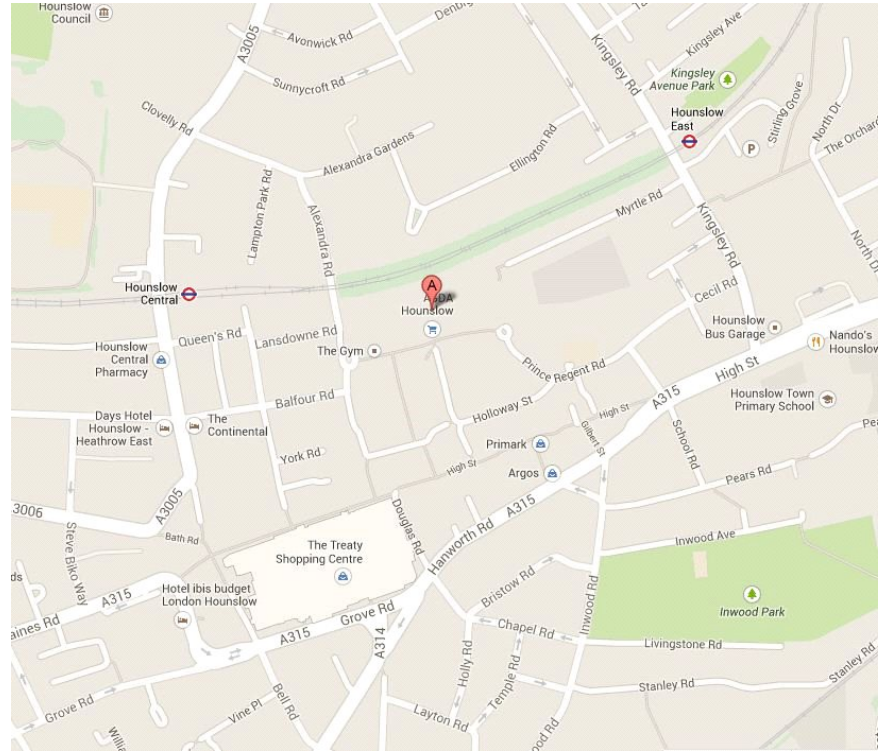 Hounslow
Council
A3005
Avonwick Rd
Sunnycroft Rd
Kingsley Rd
Kingsley Ave
Kingsley
Avenue Park
Hounslow
East
P
Stirling Grove
North Dr
The Orchard
Clovelly Rd
Alexandra Gardens
Ellington Rd
Lampton Park Rd
Alexandra Rd
Myrtle Rd
Kingsley Rd
North Dr
Hounslow
Central
A
ASDA
Hounslow
Cecil Rd
Queen's Rd
Lansdowne Rd
The Gym
Hounslow
Bus Garage
Nando's
Hounslow
Hounslow
Central
Pharmacy
Prince Regent Rd
High St
A315
Balfour Rd
Holloway St
High St
Hounslow Town
Primary School
Days Hotel
Hounslow -
Heathrow East
The
Continental
Gilbert St
School Rd
Primark
York Rd
High St
Argos
Pears Rd
A3005
3006
Bath Rd
Douglas Rd
Hanworth Rd
A315
Inwood Ave
Steve Biko Way
The Treaty
Shopping Centre
Hotel ibis budget
London Hounslow
A315
Bristow Rd
Inwood Rd
Inwood Park
A315
Grove Rd
A314
Chapel Rd
Livingstone Rd
Holly Rd
Temple Rd
Stanley Rd
Stanley Rd
Grove Rd
Bell Rd
Vine Pl
Layton Rd